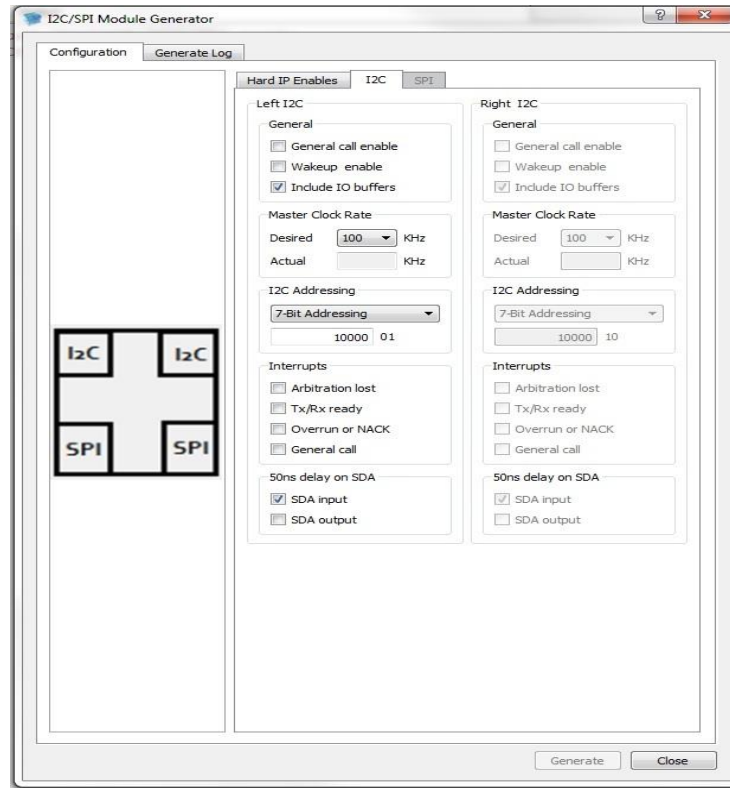 I2C/SPI Module Generator
Configuration Generate Log
Hard IP Enables I2C SPI
Left I2C
General
General call enable
Wakeup enable
Include IO buffers
Master Clock Rate
Desired 100 KHz
Actual KHz
I2C Addressing
7-Bit Addressing
10000 01
Interrupts
Arbitration lost
Tx/Rx ready
Overrun or NACK
General call
50ns delay on SDA
SDA input
SDA output
Right I2C
General
General call enable
Wakeup enable
Include IO buffers
Master Clock Rate
Desired 100 KHz
Actual KHz
I2C Addressing
7-Bit Addressing
10000 10
Interrupts
Arbitration lost
Tx/Rx ready
Overrun or NACK
General call
50ns delay on SDA
SDA input
SDA output
I2C I2C
SPI SPI
Generate Close